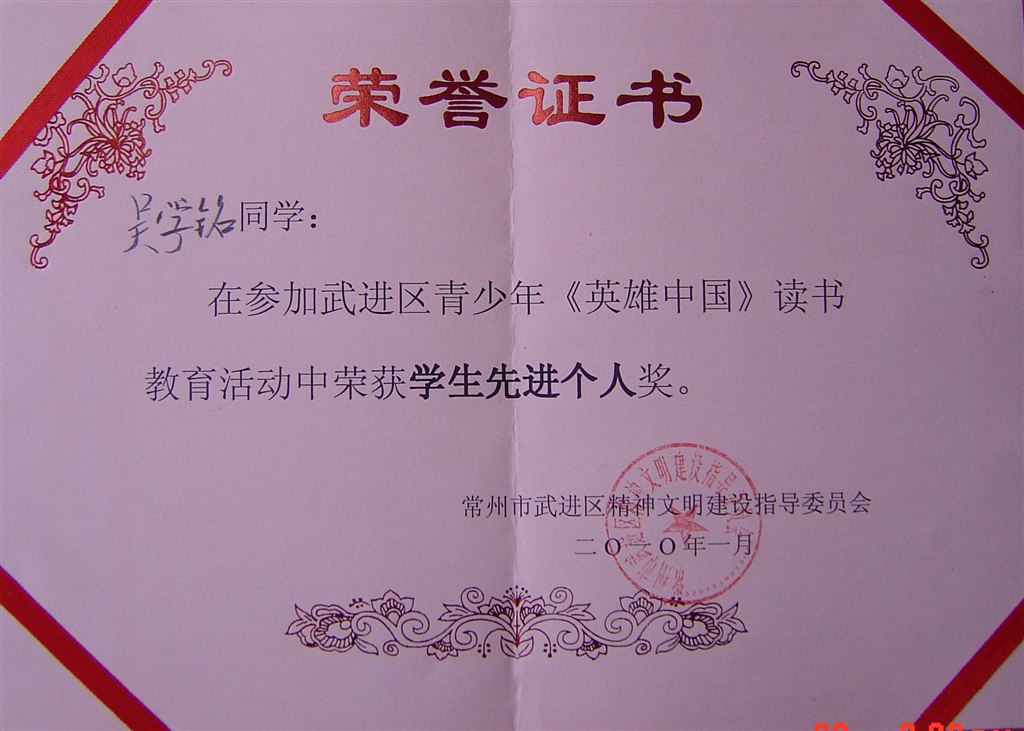 荣誉证书
吴学铭同学：
在参加武进区青少年《英雄中国》读书
教育活动中荣获学生先进个人奖。
常州市武进区精神文明建设指导委员会
二〇一〇年一月